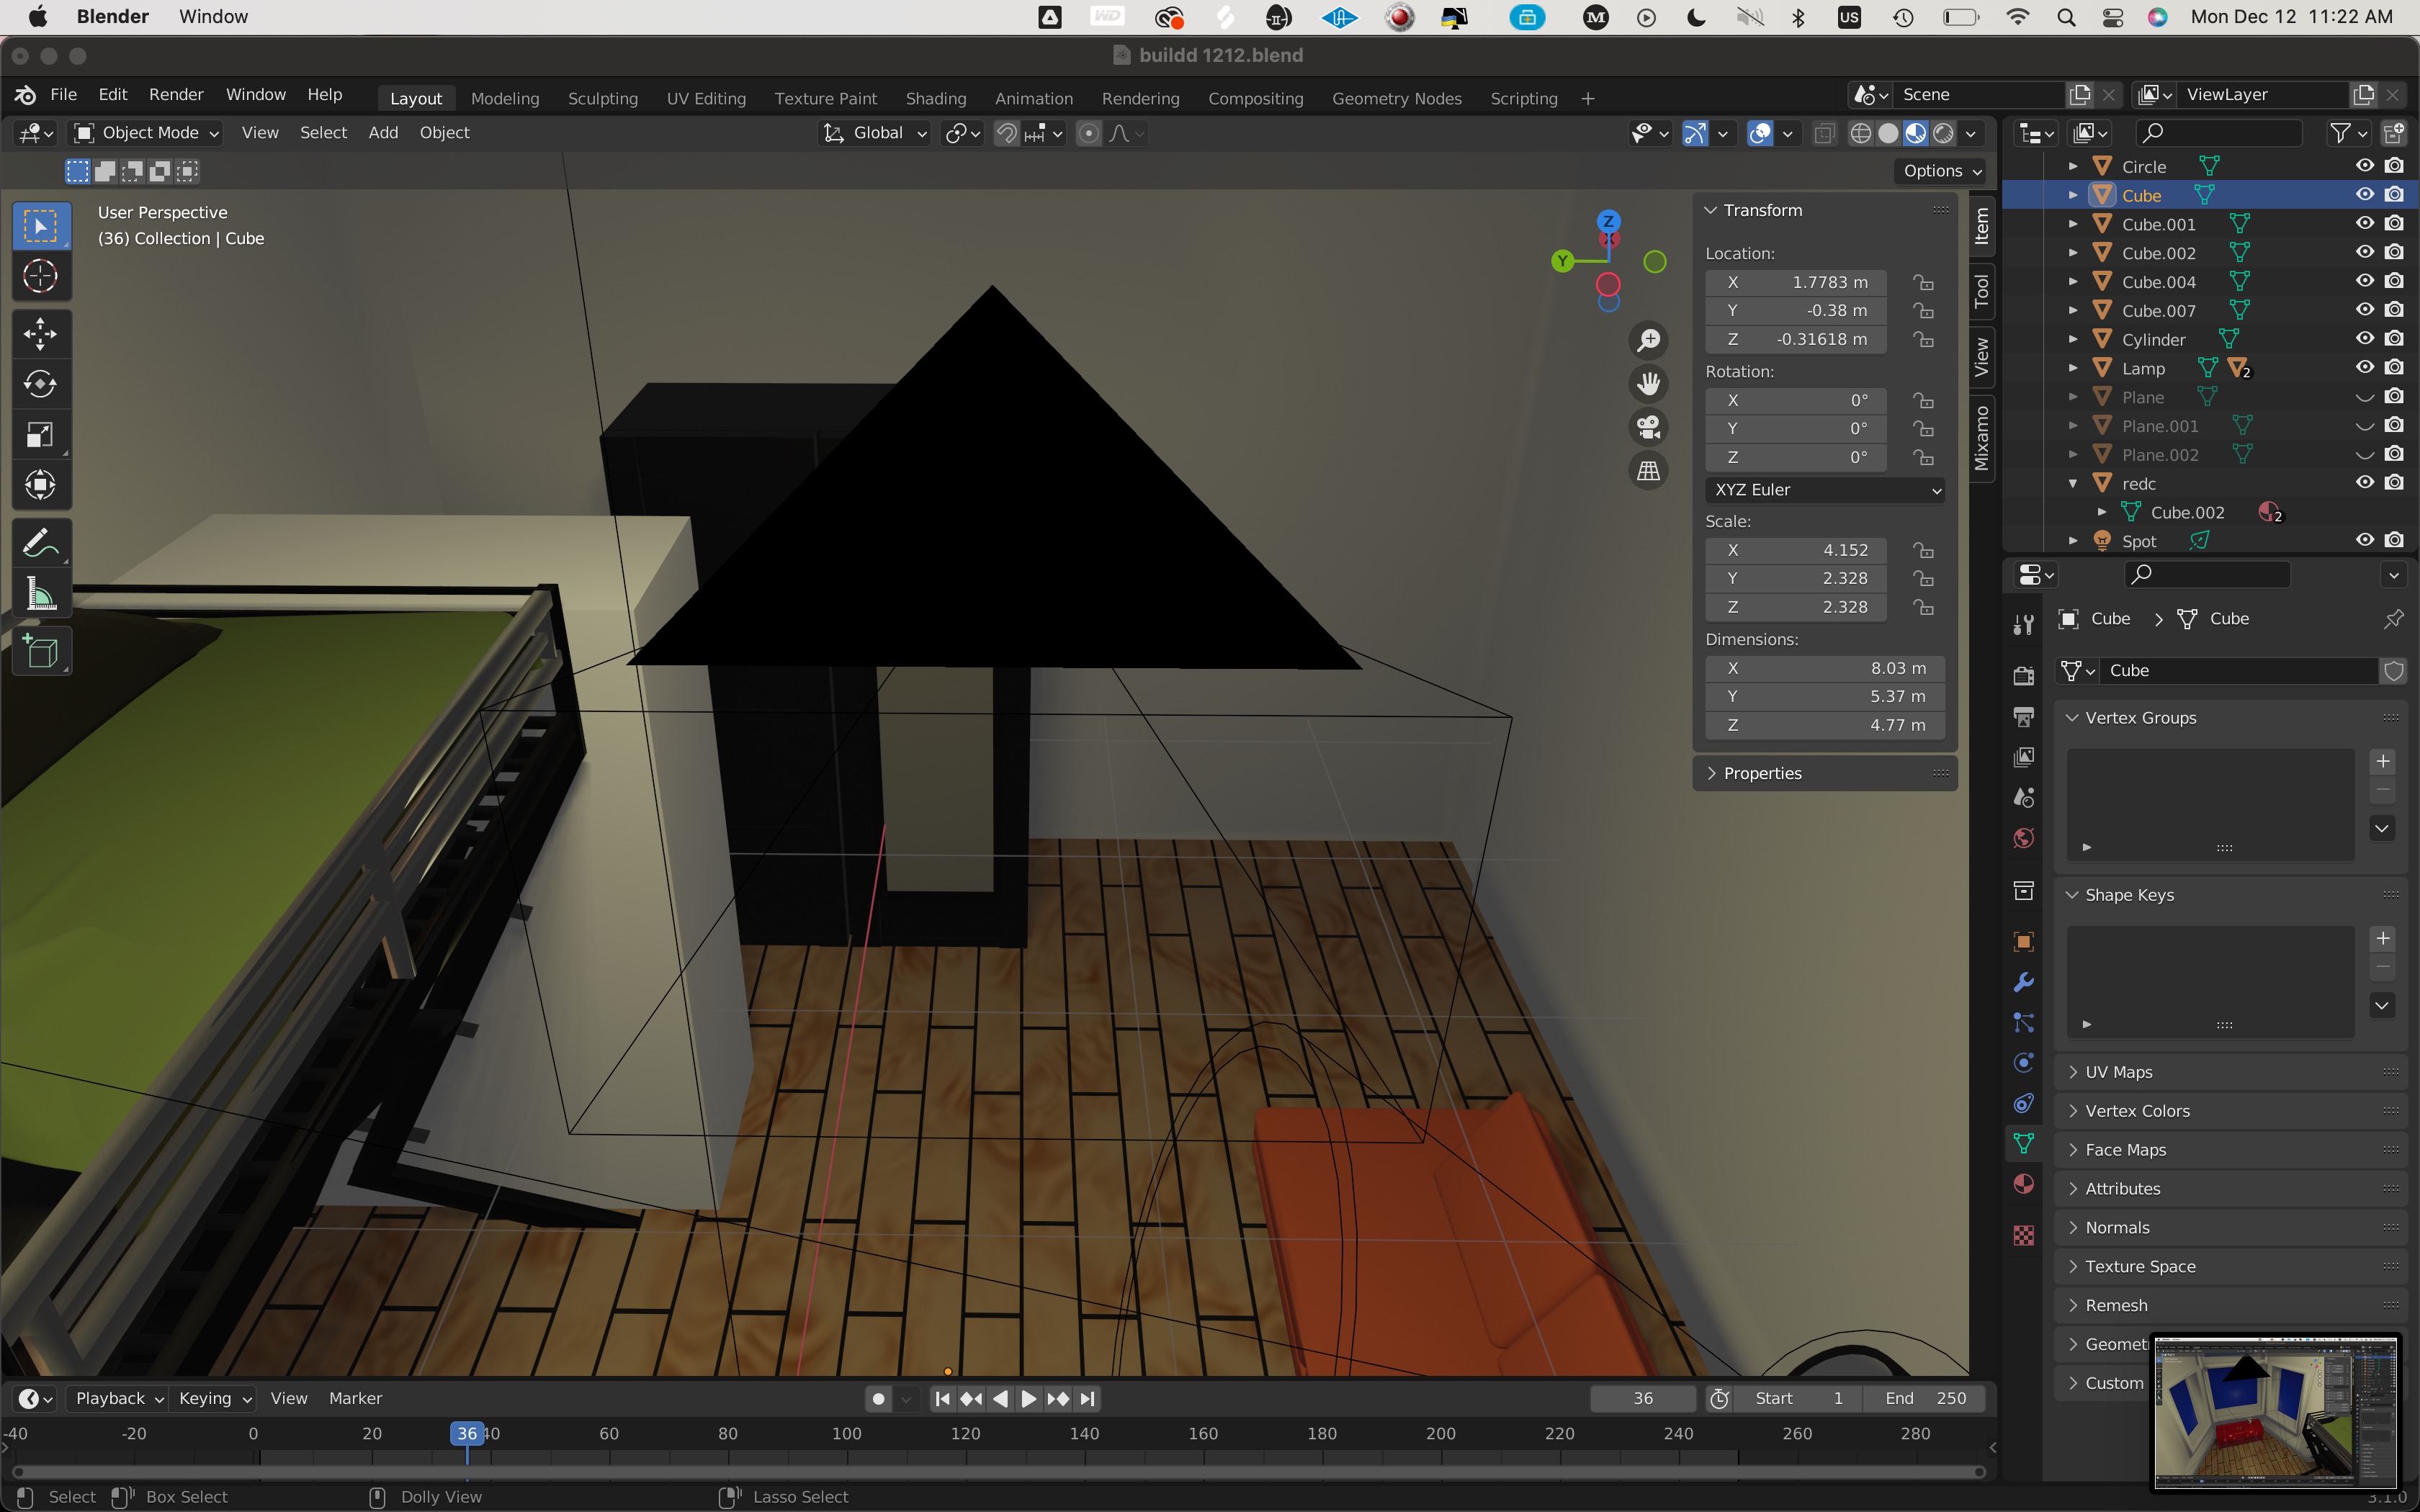 Blender Window WD M US Mon Dec 12 11:22 AM
buildd 1212.blend
File Edit Render Window Help Layout Modeling Sculpting UV Editing Texture Paint Shading Animation Rendering Compositing Geometry Nodes Scripting + Scene ViewLayer
Object Mode View Select Add Object Global
Options
User Perspective
(36) Collection | Cube
Z
Y
Transform
Location:
X 1.7783 m
Y -0.38 m
Z -0.31618 m
Rotation:
X 0°
Y 0°
Z 0°
XYZ Euler
Scale:
X 4.152
Y 2.328
Z 2.328
Dimensions:
X 8.03 m
Y 5.37 m
Z 4.77 m
Properties
Item
Tool
View
Mixamo
Circle
Cube
Cube.001
Cube.002
Cube.004
Cube.007
Cylinder
Lamp 2
Plane
Plane.001
Plane.002
redc
Cube.002 2
Spot
Cube > Cube
Cube
Vertex Groups
Shape Keys
UV Maps
Vertex Colors
Face Maps
Attributes
Normals
Texture Space
Remesh
Geomet
Custom
Playback Keying View Marker 36 Start 1 End 250
-40 -20 0 20 36 40 60 80 100 120 140 160 180 200 220 240 260 280
Select Box Select Dolly View Lasso Select 3.1.0